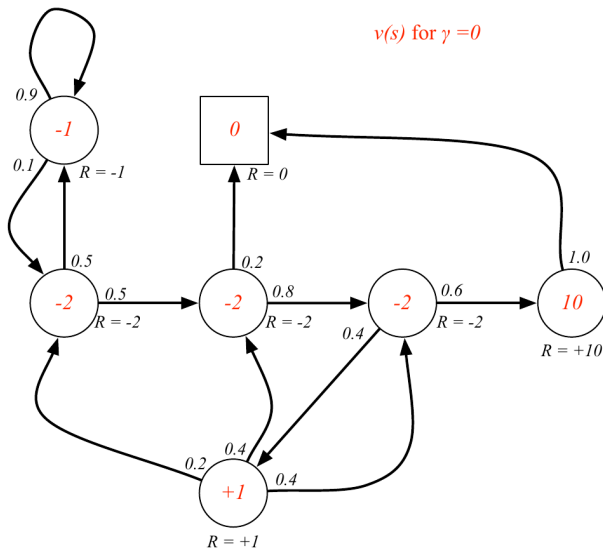 v(s) for γ =0
0.9
-1
0
0.1
R = -1
R = 0
1.0
0.5
0.2
-2
0.5
-2
0.8
-2
0.6
10
R = -2
R = -2
0.4
R = -2
R = +10
0.4
0.2
0.4
+1
R = +1